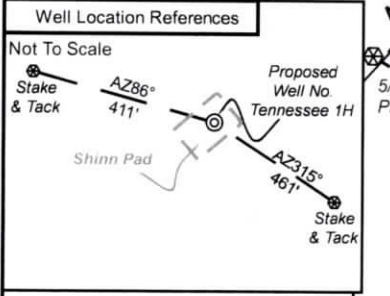 Well Location References
Not To Scale
Stake
& Tack
AZ86°
411'
Proposed
Well No.
Tennessee 1H
Shinn Pad
AZ315°
461'
Stake
& Tack
5/
P